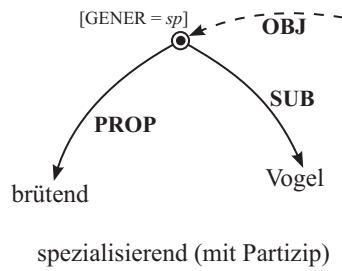 [GENER = sp]
OBJ
PROP
SUB
brütend
Vogel
spezialisierend (mit Partizip)